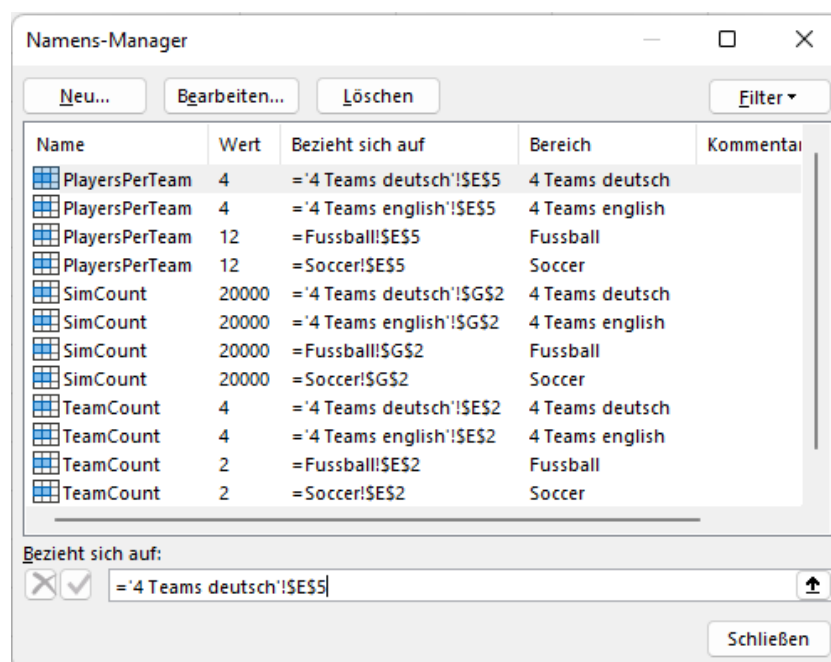 Namens-Manager
Neu... Bearbeiten... Löschen Filter
Name Wert Bezieht sich auf Bereich Kommentar
PlayersPerTeam 4 ='4 Teams deutsch'!$E$5 4 Teams deutsch
PlayersPerTeam 4 ='4 Teams english'!$E$5 4 Teams english
PlayersPerTeam 12 =Fussball!$E$5 Fussball
PlayersPerTeam 12 =Soccer!$E$5 Soccer
SimCount 20000 ='4 Teams deutsch'!$G$2 4 Teams deutsch
SimCount 20000 ='4 Teams english'!$G$2 4 Teams english
SimCount 20000 =Fussball!$G$2 Fussball
SimCount 20000 =Soccer!$G$2 Soccer
TeamCount 4 ='4 Teams deutsch'!$E$2 4 Teams deutsch
TeamCount 4 ='4 Teams english'!$E$2 4 Teams english
TeamCount 2 =Fussball!$E$2 Fussball
TeamCount 2 =Soccer!$E$2 Soccer
Bezieht sich auf:
='4 Teams deutsch'!$E$5
Schließen